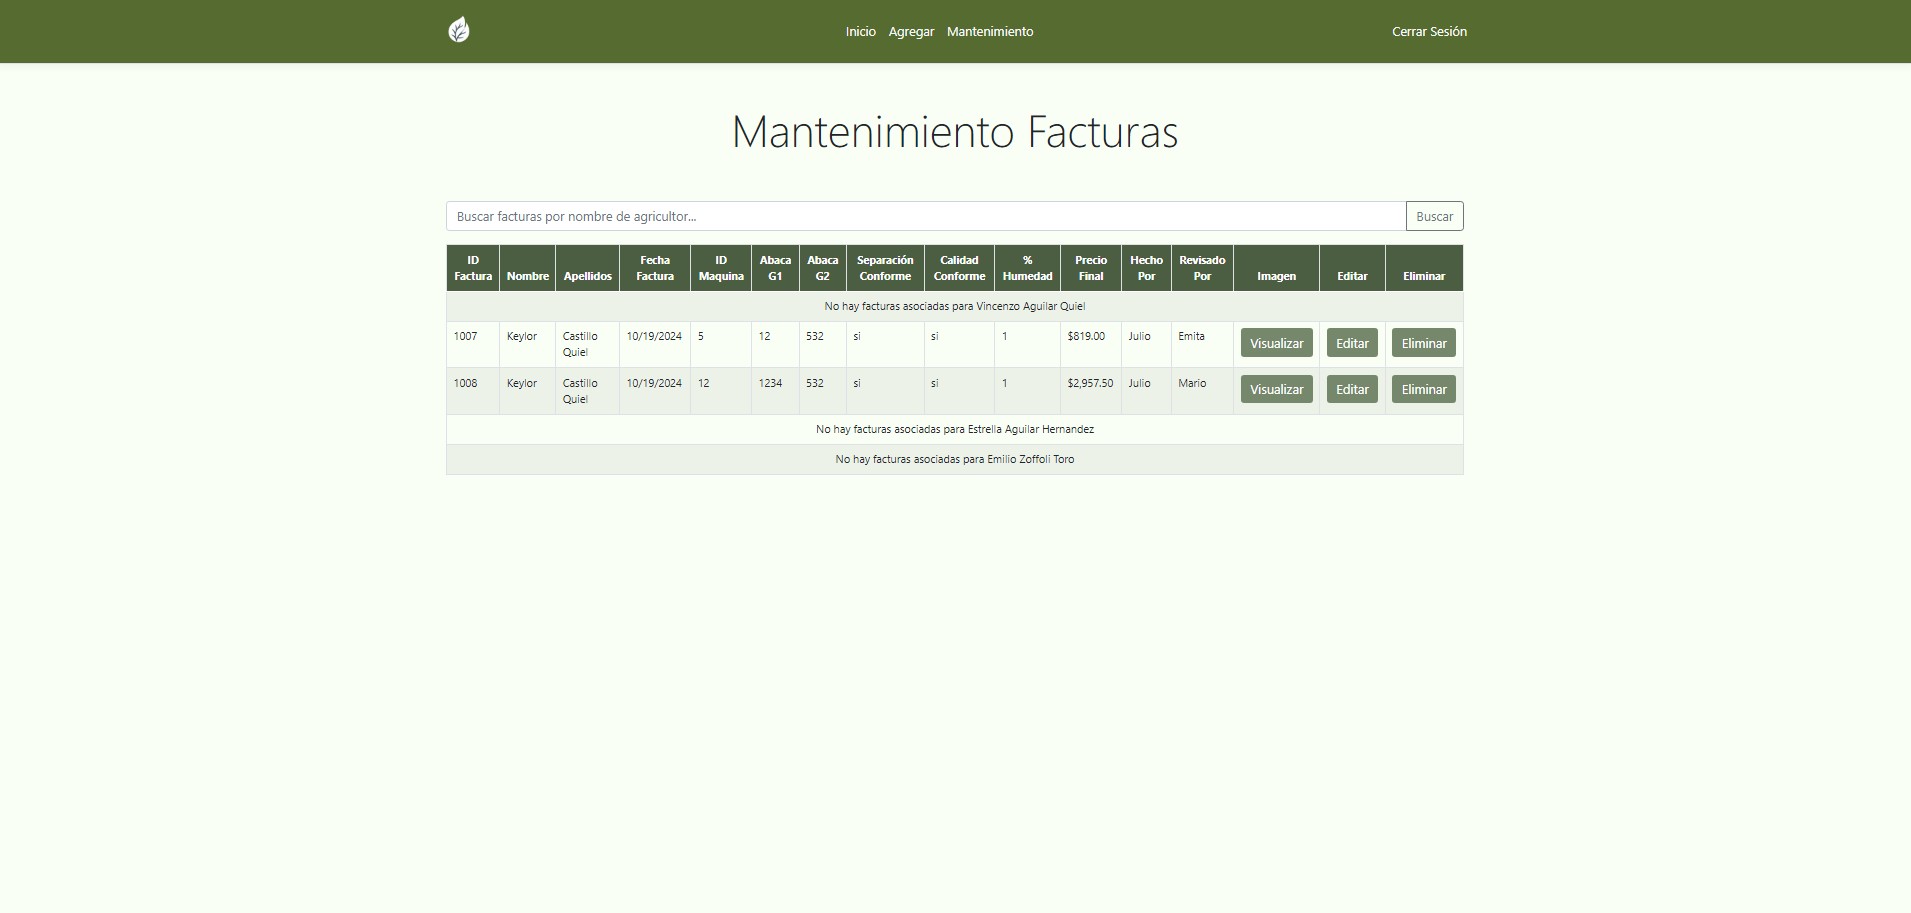 Inicio Agregar Mantenimiento Cerrar Sesión
Mantenimiento Facturas
Buscar facturas por nombre de agricultor... Buscar
ID Factura Nombre Apellidos Fecha Factura ID Maquina Abaca G1 Abaca G2 Separación Conforme Calidad Conforme % Humedad Precio Final Hecho Por Revisado Por Imagen Editar Eliminar
No hay facturas asociadas para Vincenzo Aguilar Quiel
1007 Keylor Castillo Quiel 10/19/2024 5 12 532 si si 1 $819.00 Julio Emita Visualizar Editar Eliminar
1008 Keylor Castillo Quiel 10/19/2024 12 1234 532 si si 1 $2,957.50 Julio Mario Visualizar Editar Eliminar
No hay facturas asociadas para Estrella Aguilar Hernandez
No hay facturas asociadas para Emilio Zoffoli Toro